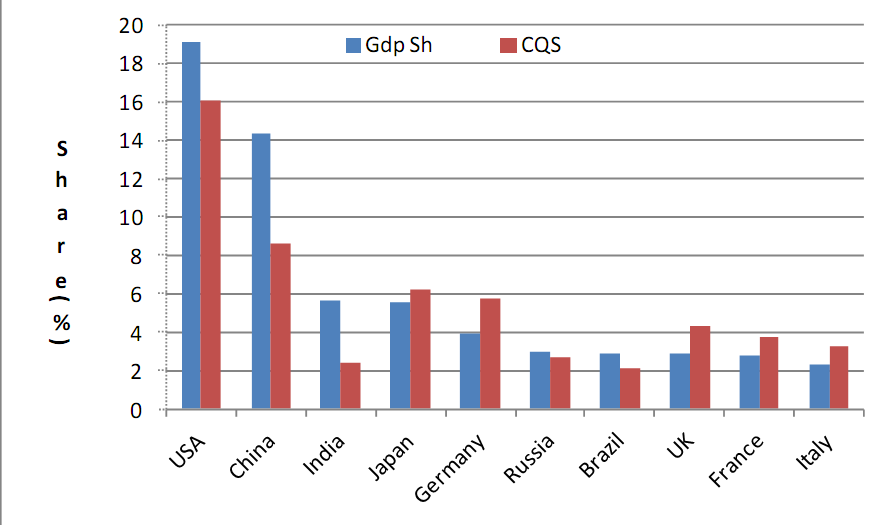 Gdp Sh
CQS
Share(%)
20
18
16
14
12
10
8
6
4
2
0
USA
China
India
Japan
Germany
Russia
Brazil
UK
France
Italy